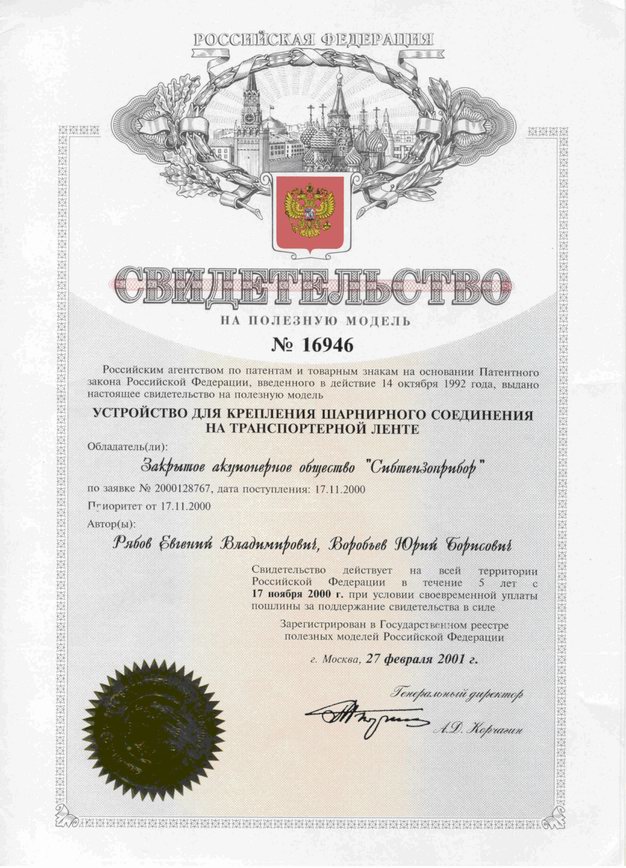 РОССИЙСКАЯ ФЕДЕРАЦИЯ
СВИДЕТЕЛЬСТВО
НА ПОЛЕЗНУЮ МОДЕЛЬ
№ 16946
Российским агентством по патентам и товарным знакам на основании Патентного
закона Российской Федерации, введенного в действие 14 октября 1992 года, выдано
настоящее свидетельство на полезную модель
УСТРОЙСТВО ДЛЯ КРЕПЛЕНИЯ ШАРНИРНОГО СОЕДИНЕНИЯ
НА ТРАНСПОРТЕРНОЙ ЛЕНТЕ
Обладатель(ли):
Закрытое акционерное общество "Сибтензоприбор"
по заявке № 2000128767, дата поступления: 17.11.2000
Приоритет от 17.11.2000
Автор(ы):
Рябов Евгений Владимирович, Воробьев Юрий Борисович
Свидетельство действует на всей территории
Российской Федерации в течение 5 лет с
17 ноября 2000 г. при условии своевременной уплаты
пошлины за поддержание свидетельства в силе
Зарегистрирован в Государственном реестре
полезных моделей Российской Федерации
г. Москва, 27 февраля 2001 г.
Генеральный директор
А.Д. Корчагин